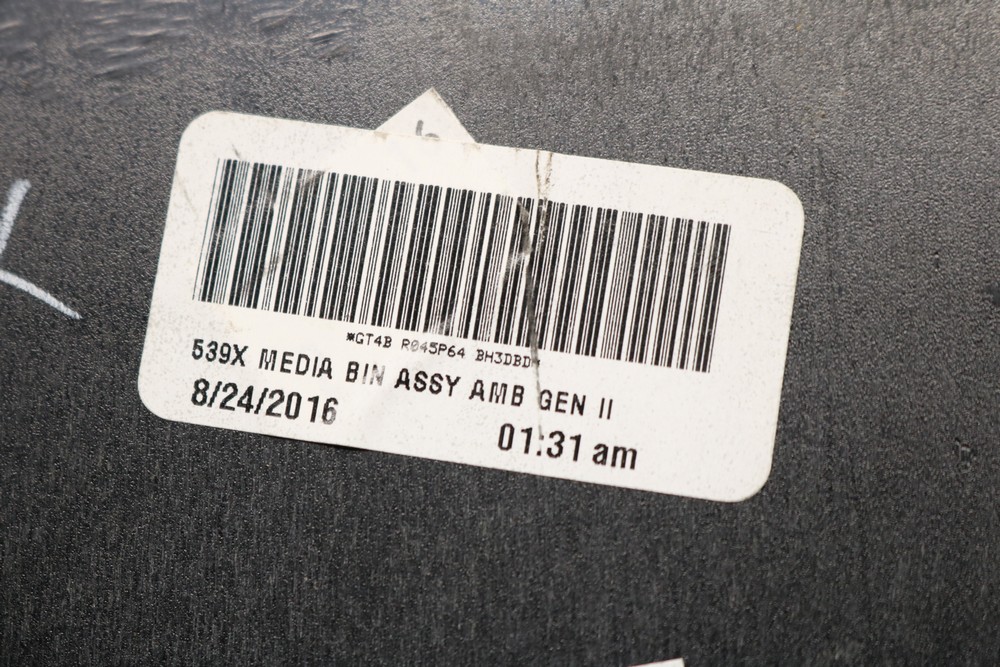 *GT4B R045P64 BH3DBD*
539X MEDIA BIN ASSY AMB GEN II
8/24/2016
01:31 am